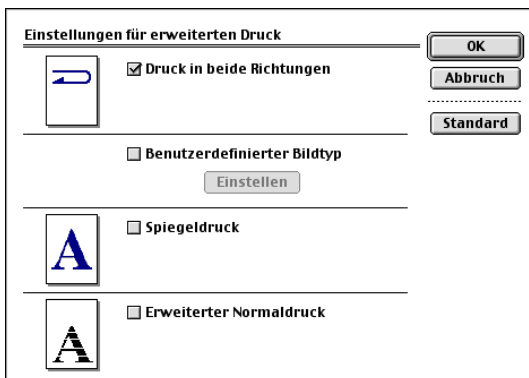 Einstellungen für erweiterten Druck
OK
Abbruch
Standard
Druck in beide Richtungen
Benutzerdefinierter Bildtyp
Einstellen
A
Spiegeldruck
A
Erweiterter Normaldruck